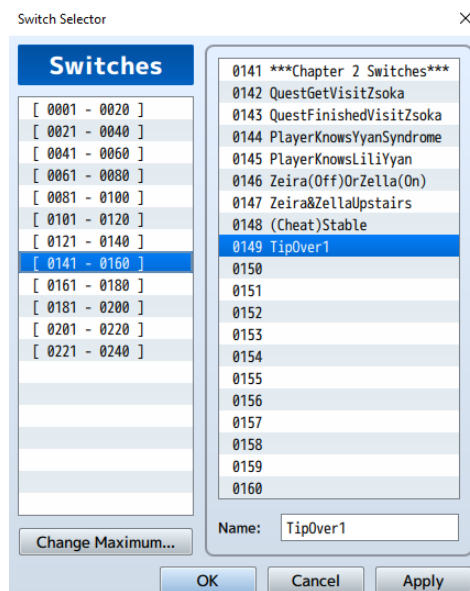 Switch Selector
Switches
[ 0001 - 0020 ]
[ 0021 - 0040 ]
[ 0041 - 0060 ]
[ 0061 - 0080 ]
[ 0081 - 0100 ]
[ 0101 - 0120 ]
[ 0121 - 0140 ]
[ 0141 - 0160 ]
[ 0161 - 0180 ]
[ 0181 - 0200 ]
[ 0201 - 0220 ]
[ 0221 - 0240 ]
Change Maximum...
0141 ***Chapter 2 Switches***
0142 QuestGetVisitZsoka
0143 QuestFinishedVisitZsoka
0144 PlayerKnowsYyanSyndrome
0145 PlayerKnowsLiliYyan
0146 Zeira(Off)OrZella(On)
0147 Zeira&ZellaUpstairs
0148 (Cheat)Stable
0149 TipOver1
0150
0151
0152
0153
0154
0155
0156
0157
0158
0159
0160
Name: TipOver1
OK Cancel Apply